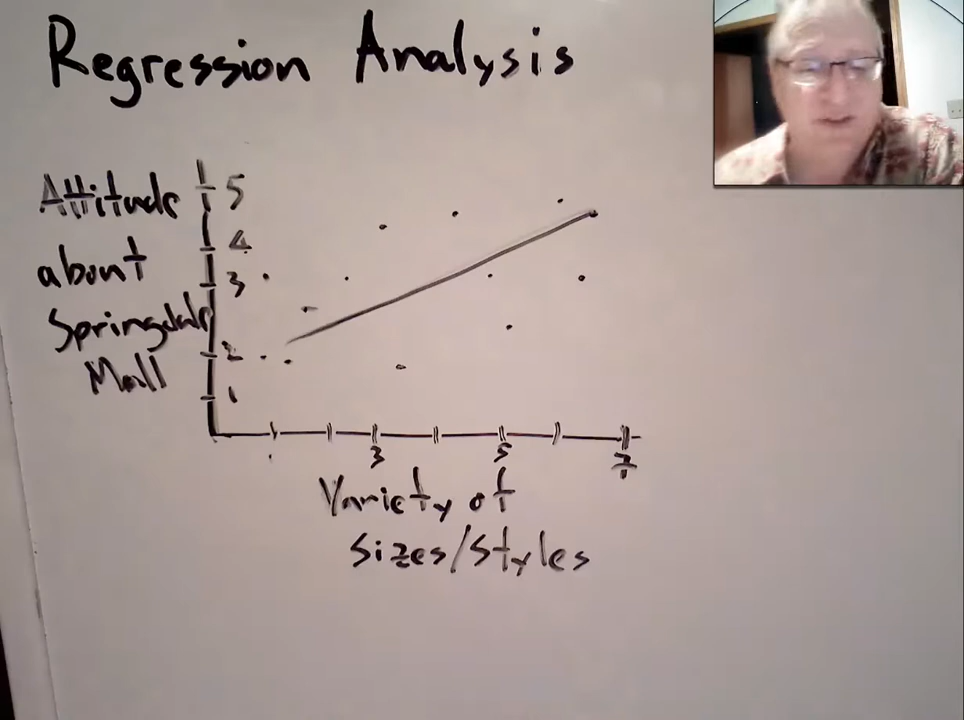 Regression Analysis
Attitude
about
Springdale
Mall
5
4
3
2
1
3
5
7
Variety of
Sizes/Styles